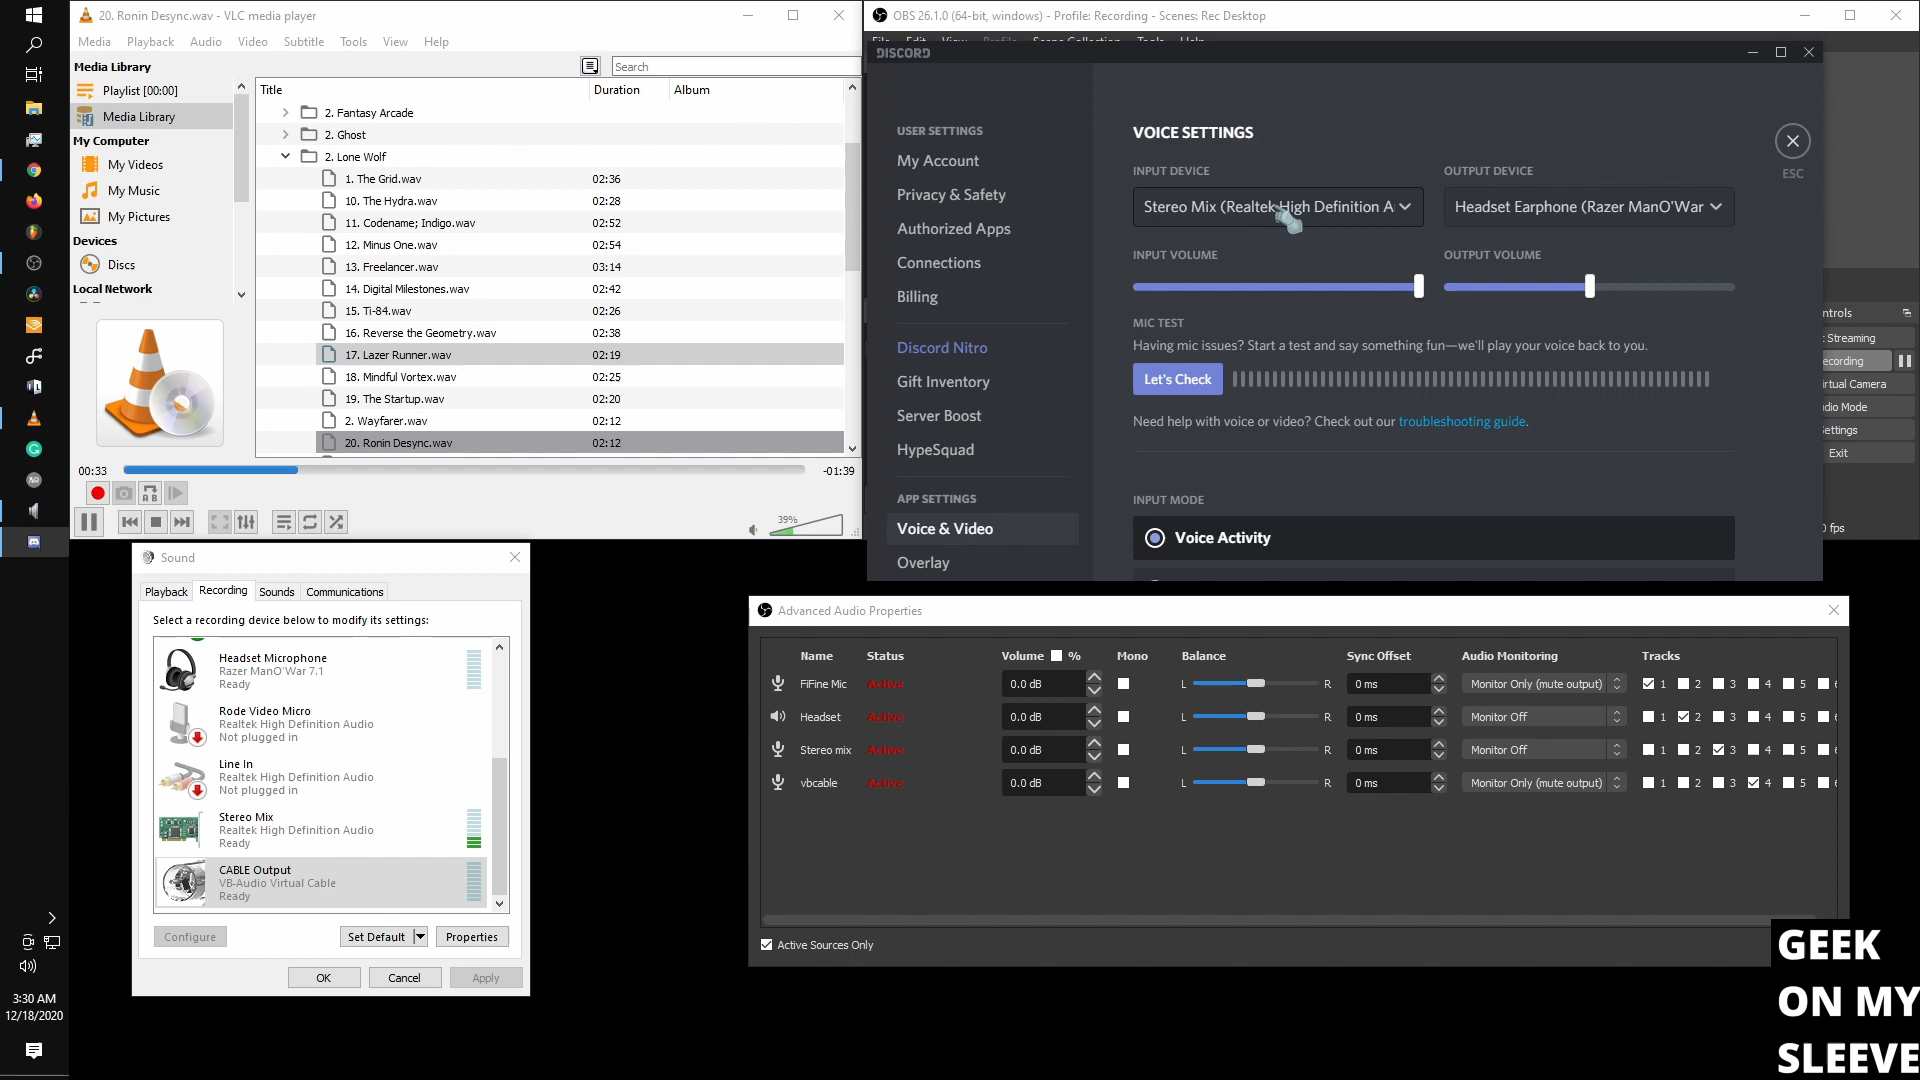 20. Ronin Desync.wav - VLC media player
Media Playback Audio Video Subtitle Tools View Help
Media Library
Search
Playlist [00:00]
Media Library
My Computer
My Videos
My Music
My Pictures
Devices
Discs
Local Network
Title Duration Album
2. Fantasy Arcade
2. Ghost
2. Lone Wolf
1. The Grid.wav 02:36
10. The Hydra.wav 02:28
11. Codename; Indigo.wav 02:52
12. Minus One.wav 02:54
13. Freelancer.wav 03:14
14. Digital Milestones.wav 02:42
15. Ti-84.wav 02:26
16. Reverse the Geometry.wav 02:38
17. Lazer Runner.wav 02:19
18. Mindful Vortex.wav 02:25
19. The Startup.wav 02:20
2. Wayfarer.wav 02:12
20. Ronin Desync.wav 02:12
00:33 -01:39
39%
OBS 26.1.0 (64-bit, windows) - Profile: Recording - Scenes: Rec Desktop
File Edit View Profile Scene Collection Tools Help
DISCORD
USER SETTINGS
My Account
Privacy & Safety
Authorized Apps
Connections
Billing
Discord Nitro
Gift Inventory
Server Boost
HypeSquad
APP SETTINGS
Voice & Video
Overlay
VOICE SETTINGS
ESC
INPUT DEVICE OUTPUT DEVICE
Stereo Mix (Realtek High Definition A Headset Earphone (Razer ManO'War
INPUT VOLUME OUTPUT VOLUME
MIC TEST
Having mic issues? Start a test and say something fun—we'll play your voice back to you.
Let's Check
Need help with voice or video? Check out our troubleshooting guide.
INPUT MODE
Voice Activity
ntrols
Streaming
ecording
irtual Camera
dio Mode
ettings
Exit
0 fps
Sound
Playback Recording Sounds Communications
Select a recording device below to modify its settings:
Headset Microphone
Razer ManO'War 7.1
Ready
Rode Video Micro
Realtek High Definition Audio
Not plugged in
Line In
Realtek High Definition Audio
Not plugged in
Stereo Mix
Realtek High Definition Audio
Ready
CABLE Output
VB-Audio Virtual Cable
Ready
Configure Set Default Properties
OK Cancel Apply
Advanced Audio Properties
Name Status Volume % Mono Balance Sync Offset Audio Monitoring Tracks
FiFine Mic Active 0.0 dB L R 0 ms Monitor Only (mute output) 1 2 3 4 5 6
Headset Active 0.0 dB L R 0 ms Monitor Off 1 2 3 4 5 6
Stereo mix Active 0.0 dB L R 0 ms Monitor Off 1 2 3 4 5 6
vbcable Active 0.0 dB L R 0 ms Monitor Only (mute output) 1 2 3 4 5 6
Active Sources Only
3:30 AM
12/18/2020
GEEK
ON MY
SLEEVE